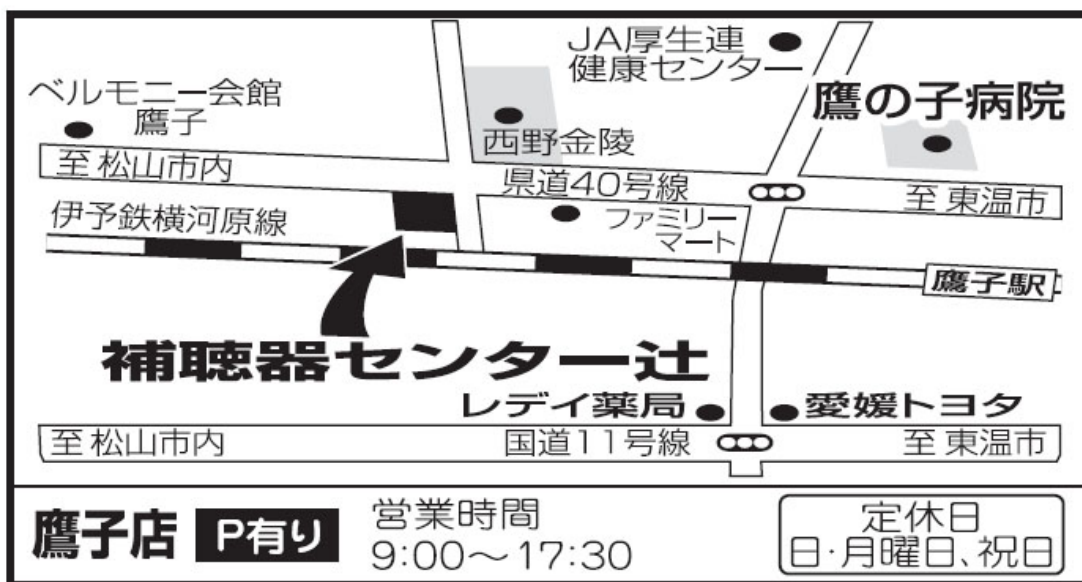 JA厚生連
健康センター
ベルモニー会館
鷹子
鷹の子病院
西野金陵
至 松山市内
県道40号線
至 東温市
伊予鉄横河原線
ファミリー
マート
鷹子駅
補聴器センター辻
レデイ薬局
愛媛トヨタ
至 松山市内
国道11号線
至 東温市
鷹子店
P有り
営業時間
9:00〜17:30
定休日
日·月曜日、祝日